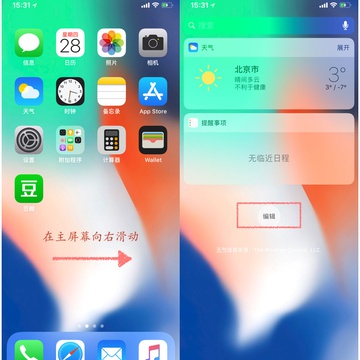 15:31
星期四
28
信息
日历
照片
相机
天气
时钟
备忘录
App Store
设置
附加程序
计算器
Wallet
豆
豆瓣
在主屏幕向右滑动
15:31
搜索
天气
展开
北京市
晴间多云
不利于健康
3°
3° / -7°
提醒事项
无临近日程
编辑